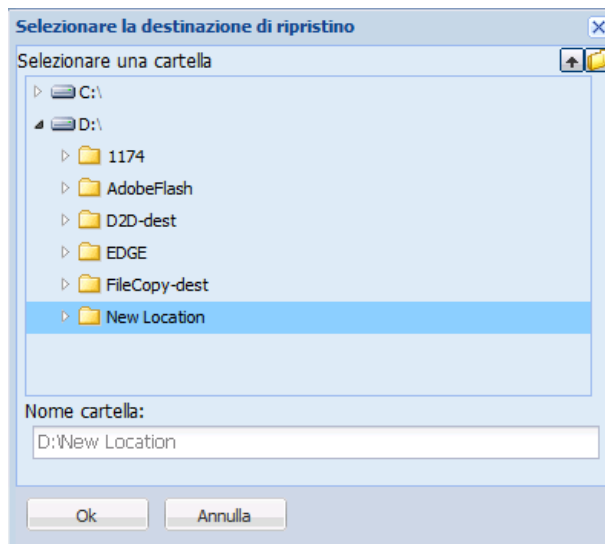 Selezionare la destinazione di ripristino
Selezionare una cartella
C:\
D:\
1174
AdobeFlash
D2D-dest
EDGE
FileCopy-dest
New Location
Nome cartella:
D:\New Location
Ok
Annulla